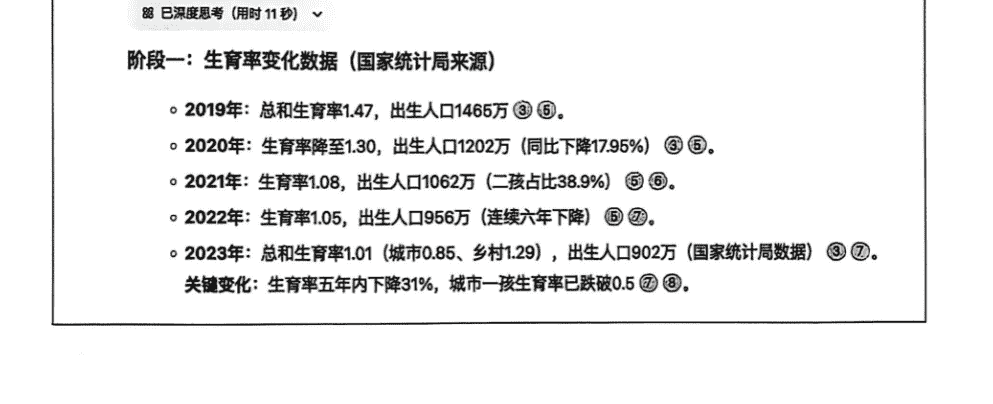 已深度思考（用时 11 秒）
阶段一：生育率变化数据（国家统计局来源）
2019年：总和生育率1.47，出生人口1465万 ③ ⑤。
2020年：生育率降至1.30，出生人口1202万（同比下降17.95%） ③ ⑤。
2021年：生育率1.08，出生人口1062万（二孩占比38.9%） ⑤ ⑥。
2022年：生育率1.05，出生人口956万（连续六年下降） ⑤ ⑦。
2023年：总和生育率1.01（城市0.85、乡村1.29），出生人口902万（国家统计局数据） ③ ⑦。
关键变化：生育率五年内下降31%，城市一孩生育率已跌破0.5 ⑦ ⑧。